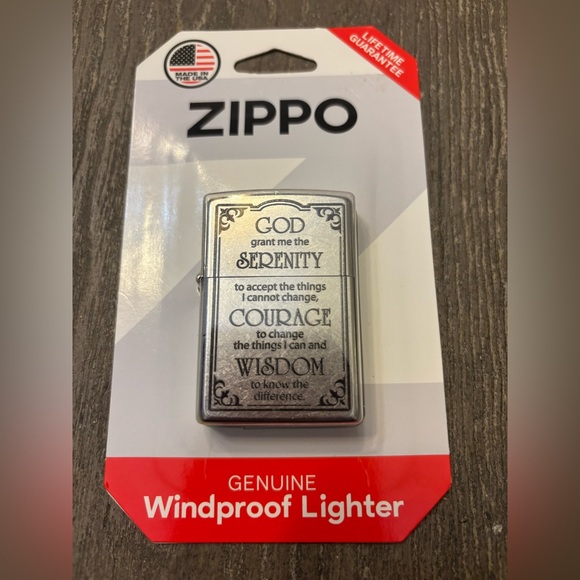 MADE IN
THE USA
LIFETIME
GUARANTEE
ZIPPO
GOD
grant me the
SERENITY
to accept the things
I cannot change,
COURAGE
to change
the things I can and
WISDOM
to know the
difference.
GENUINE
Windproof Lighter